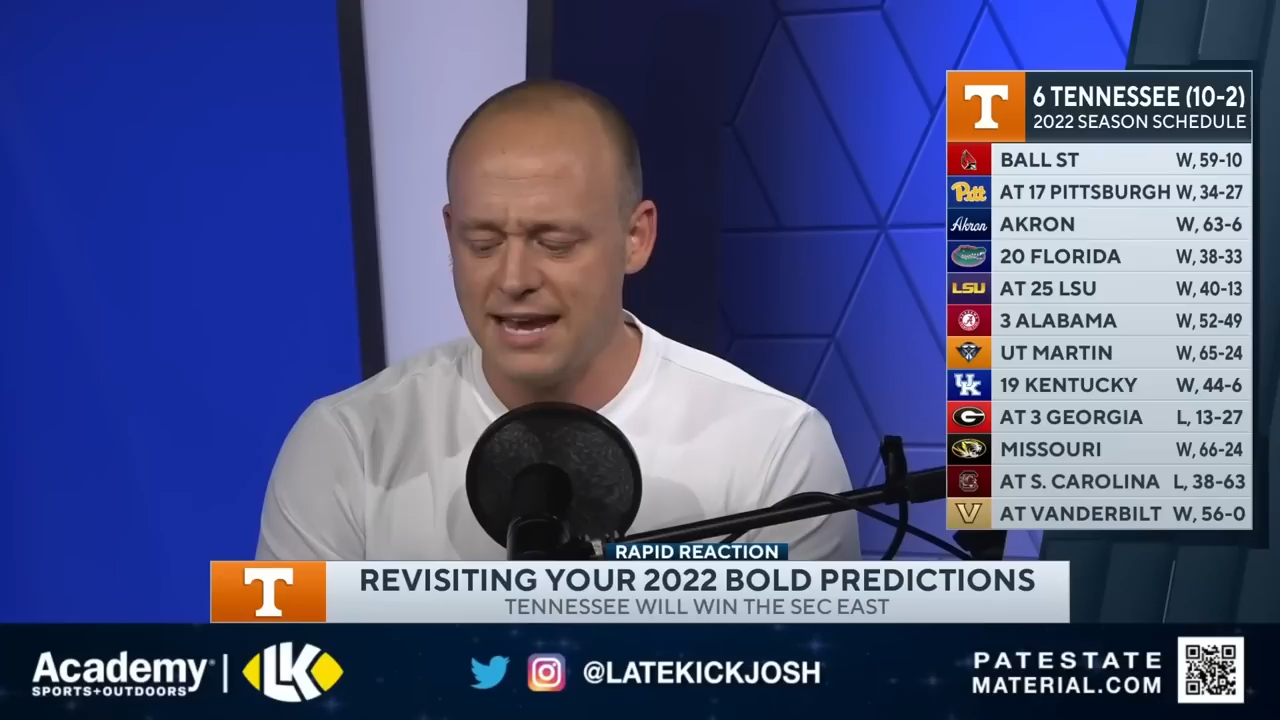 T
6 TENNESSEE (10-2)
2022 SEASON SCHEDULE
BALL ST W, 59-10
Pitt AT 17 PITTSBURGH W, 34-27
Akron AKRON W, 63-6
20 FLORIDA W, 38-33
LSU AT 25 LSU W, 40-13
A 3 ALABAMA W, 52-49
UT MARTIN W, 65-24
UK 19 KENTUCKY W, 44-6
G AT 3 GEORGIA L, 13-27
MISSOURI W, 66-24
C AT S. CAROLINA L, 38-63
V AT VANDERBILT W, 56-0
RAPID REACTION
T REVISITING YOUR 2022 BOLD PREDICTIONS
TENNESSEE WILL WIN THE SEC EAST
Academy SPORTS+OUTDOORS | LK
@LATEKICKJOSH
PATESTATE
MATERIAL.COM